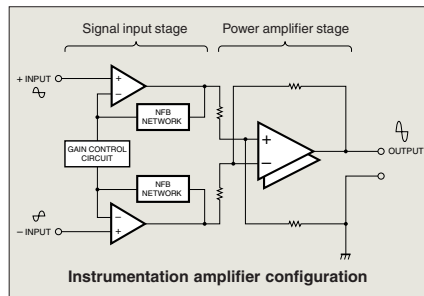 Signal input stage
Power amplifier stage
+ INPUT
+
−
NFB
NETWORK
GAIN CONTROL
CIRCUIT
+
−
OUTPUT
NFB
NETWORK
−
+
− INPUT
Instrumentation amplifier configuration